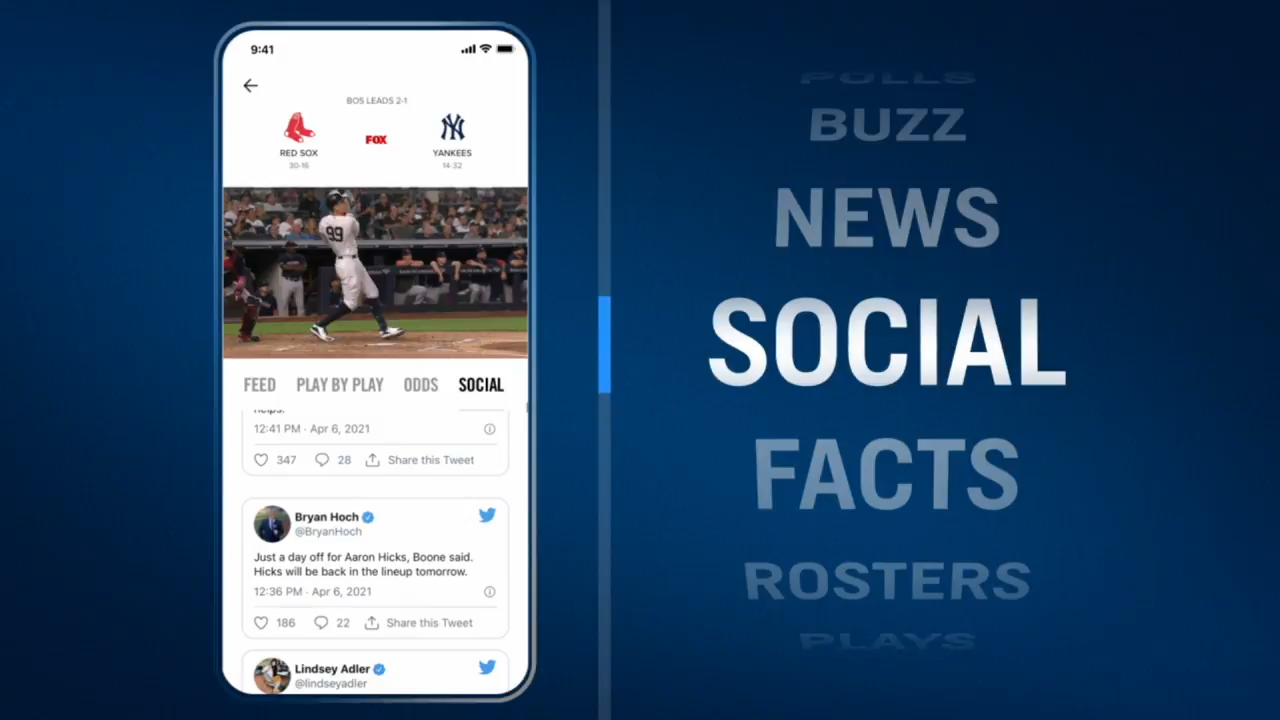 9:41
BOS LEADS 2-1
FOX
RED SOX
YANKEES
30-16
14-32
99
FEED PLAY BY PLAY ODDS SOCIAL
helps.
12:41 PM · Apr 6, 2021
347 28 Share this Tweet
Bryan Hoch
@BryanHoch
Just a day off for Aaron Hicks, Boone said.
Hicks will be back in the lineup tomorrow.
12:36 PM · Apr 6, 2021
186 22 Share this Tweet
Lindsey Adler
@lindseyadler
POLLS
BUZZ
NEWS
SOCIAL
FACTS
ROSTERS
PLAYS